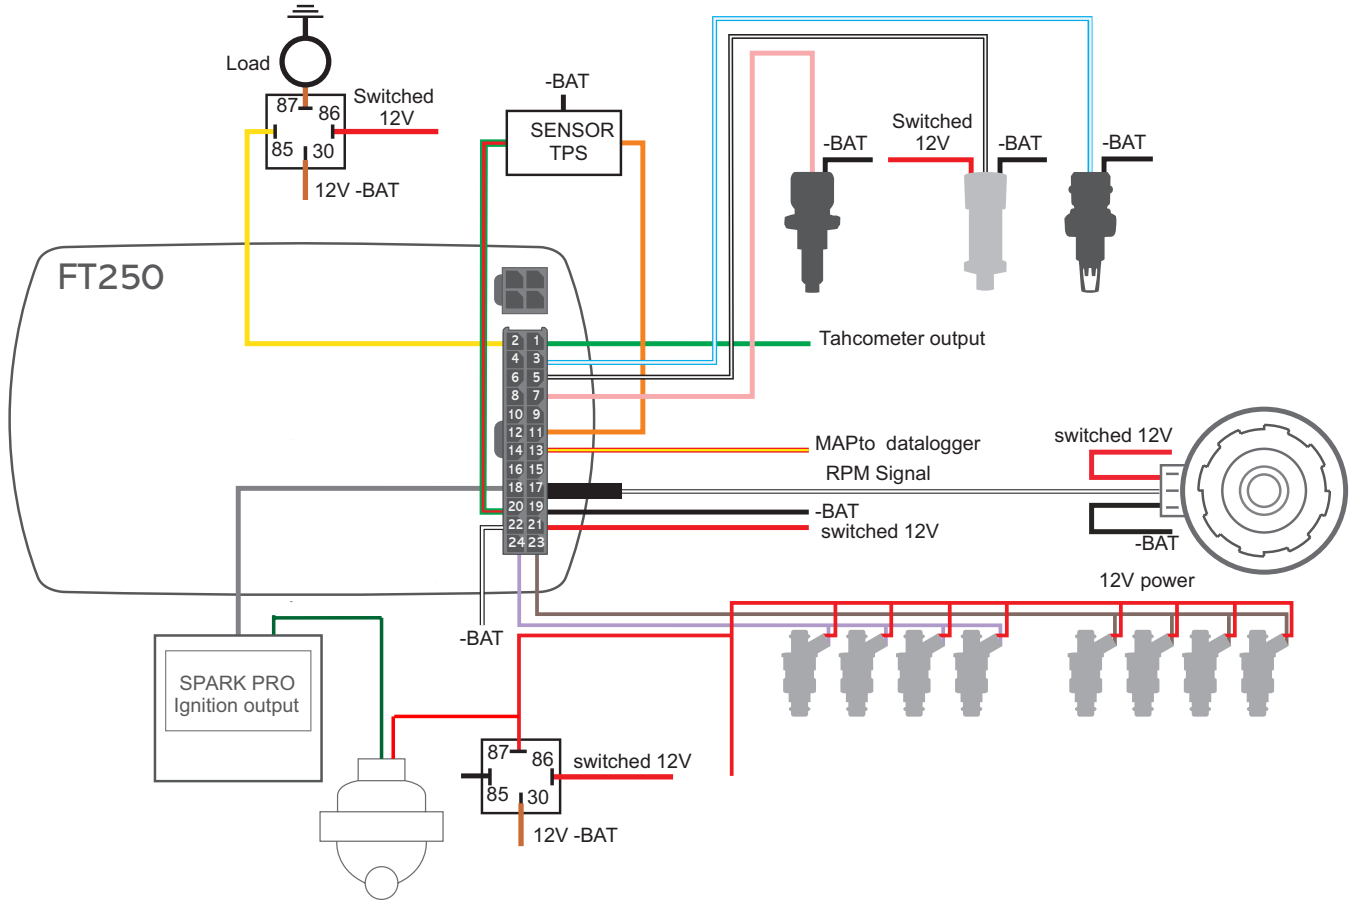 Load
87
86
85
30
Switched
12V
12V -BAT
-BAT
SENSOR
TPS
-BAT
Switched
12V
-BAT
-BAT
FT250
2 1
4 3
6 5
8 7
10 9
12 11
14 13
16 15
18 17
20 19
22 21
24 23
Tahcometer output
MAPto datalogger
RPM Signal
-BAT
switched 12V
switched 12V
-BAT
12V power
-BAT
SPARK PRO
Ignition output
87
86
85
30
switched 12V
12V -BAT